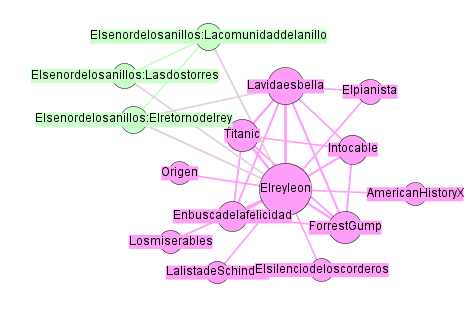 Elsenordelosanillos:Lacomunidaddelanillo
Elsenordelosanillos:Lasdostorres
Lavidaesbella
Elpianista
Elsenordelosanillos:Elretornodelrey
Titanic
Intocable
Origen
Elreyleon
AmericanHistoryX
Enbuscadelafelicidad
ForrestGump
Losmiserables
LalistadeSchind
Elsilenciodeloscorderos